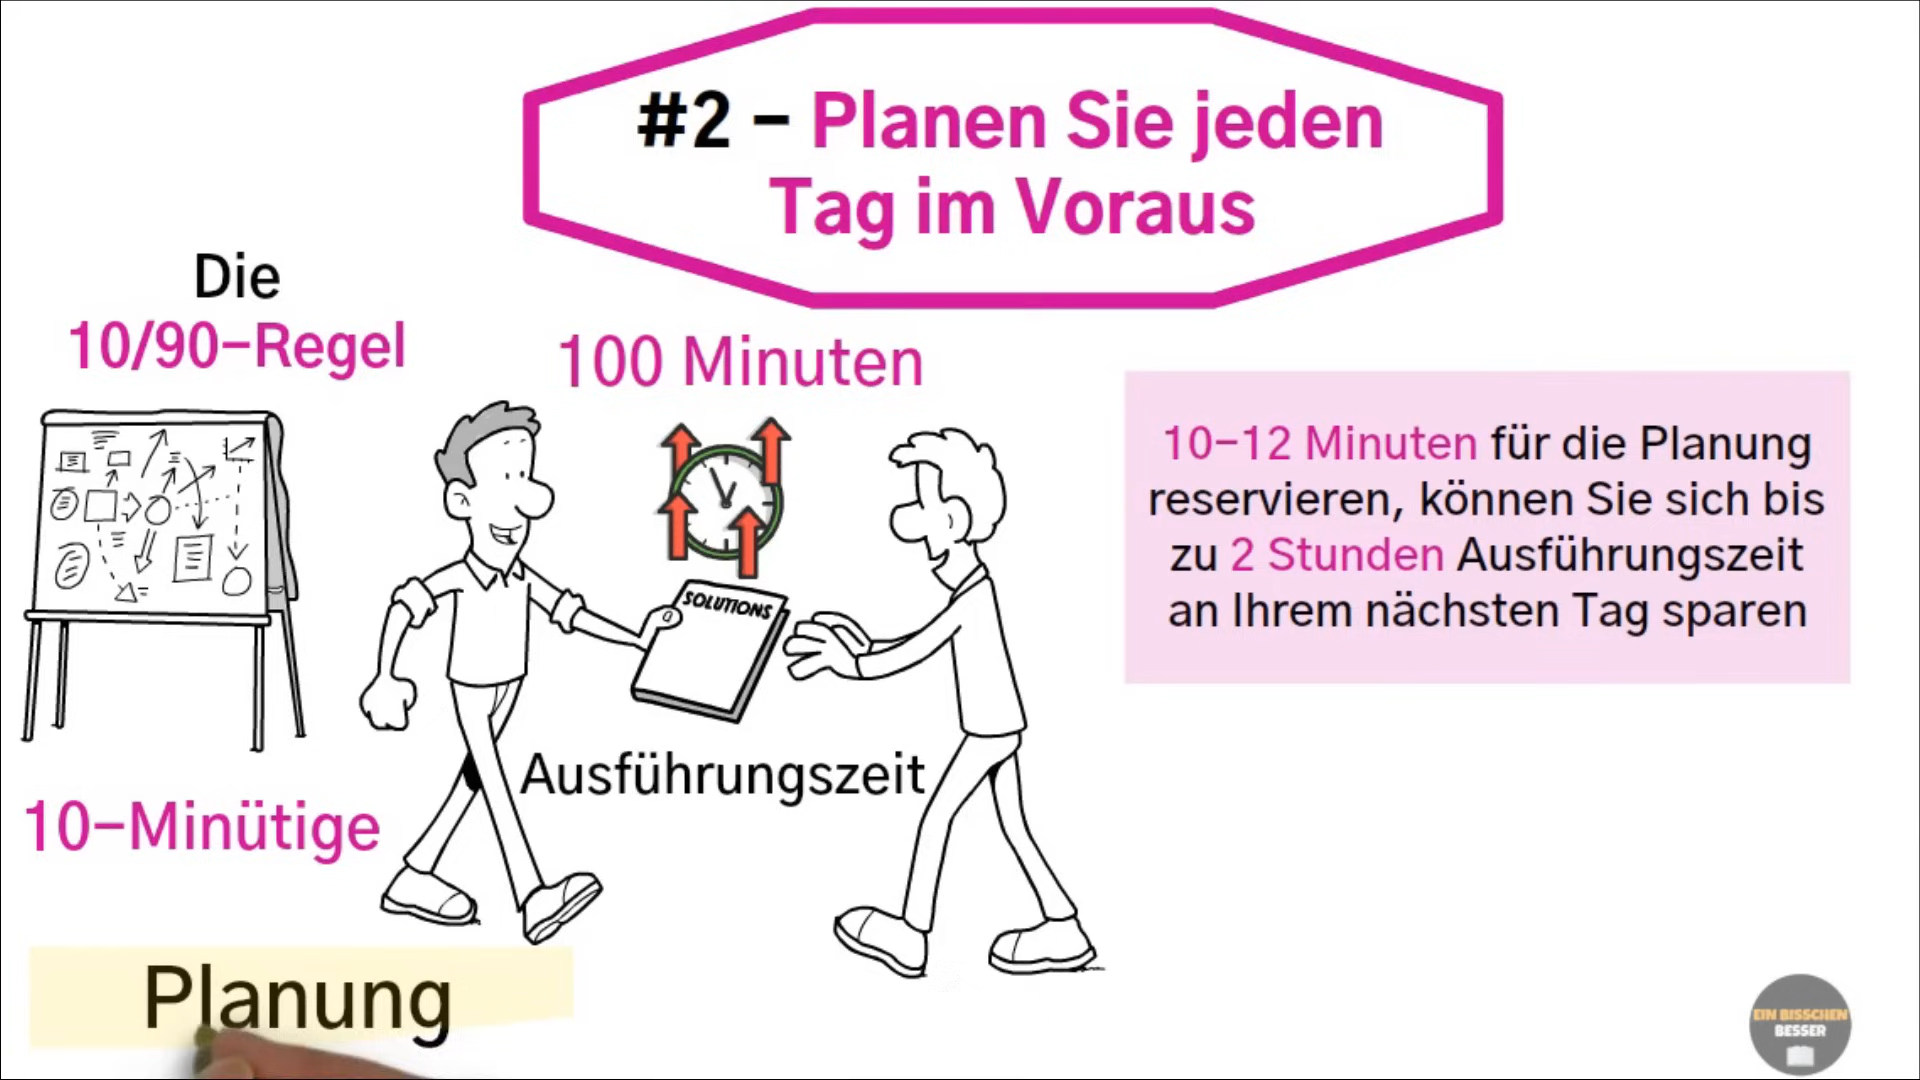 #2 – Planen Sie jeden
Tag im Voraus
Die
10/90-Regel
100 Minuten
SOLUTIONS
Ausführungszeit
10-Minütige
Planung
10-12 Minuten für die Planung
reservieren, können Sie sich bis
zu 2 Stunden Ausführungszeit
an Ihrem nächsten Tag sparen
EIN BISSCHEN
BESSER